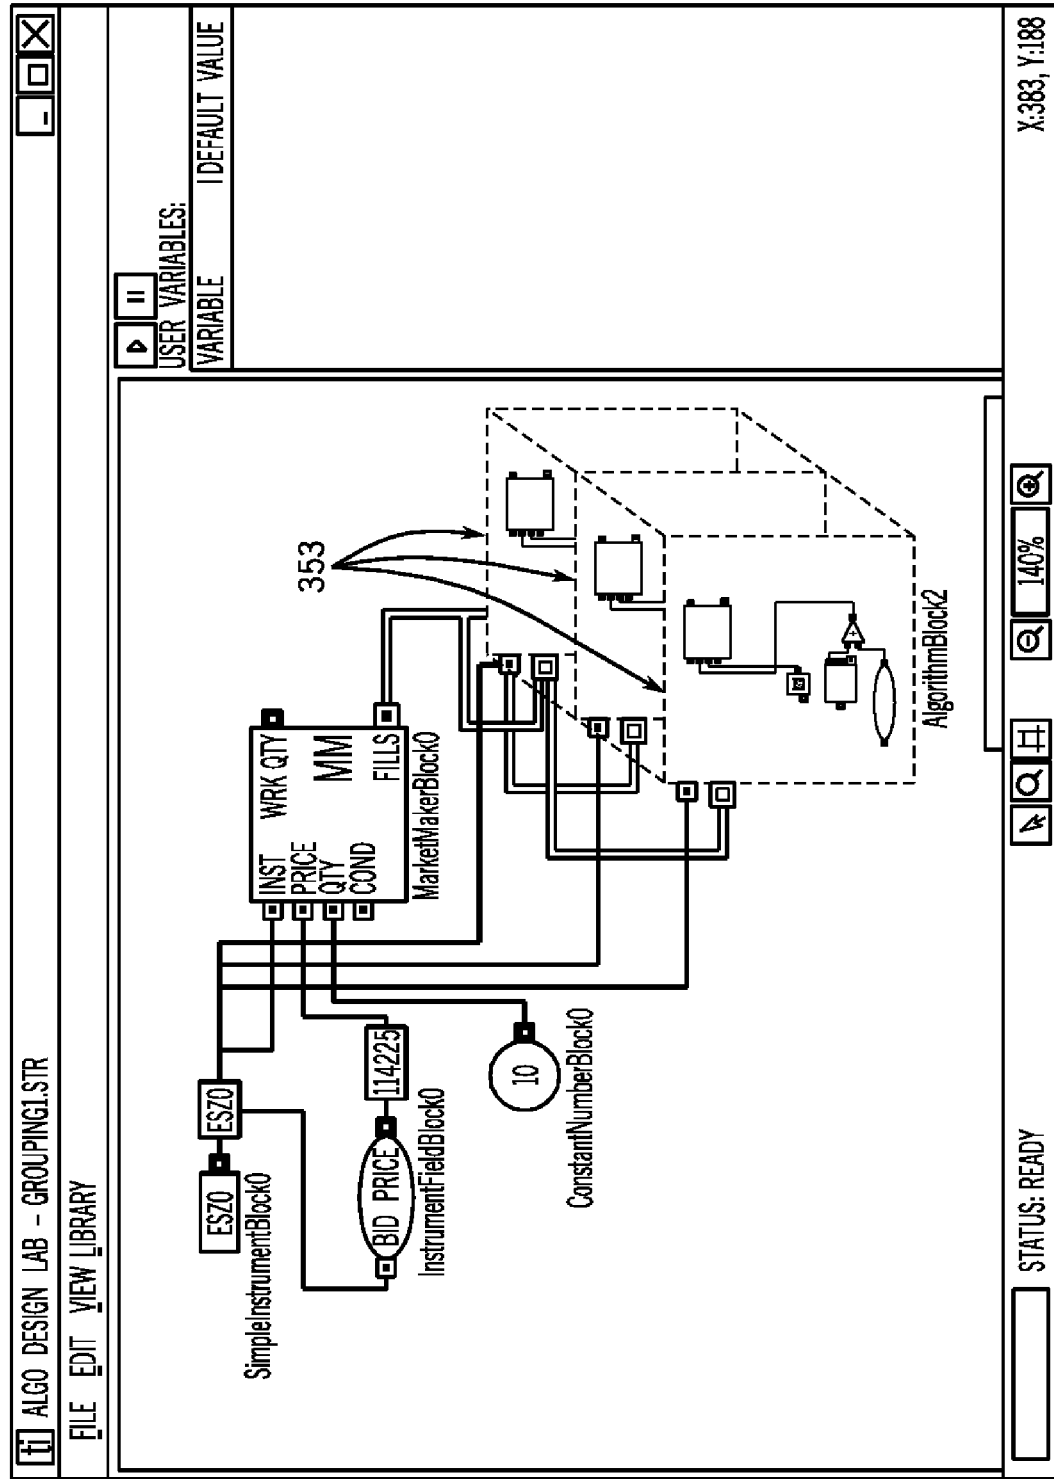 ti ALGO DESIGN LAB - GROUPING1.STR
FILE EDIT VIEW LIBRARY
USER VARIABLES:
VARIABLE | DEFAULT VALUE
ESZ0
ESZ0
SimpleInstrumentBlock0
BID PRICE
114225
InstrumentFieldBlock0
10
ConstantNumberBlock0
INST
WRK QTY
PRICE
QTY
MM
COND
FILLS
MarketMakerBlock0
353
AlgorithmBlock2
STATUS: READY
140%
X:383, Y:188